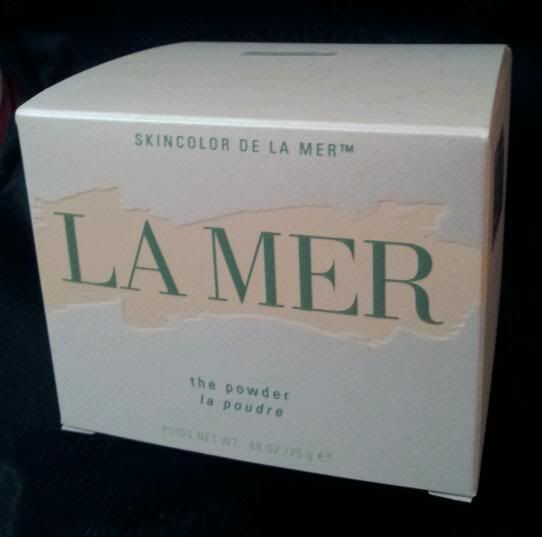 SKINCOLOR DE LA MER™
LA MER
the powder
la poudre
POIDS NET WT. .88 OZ./25 g ℮